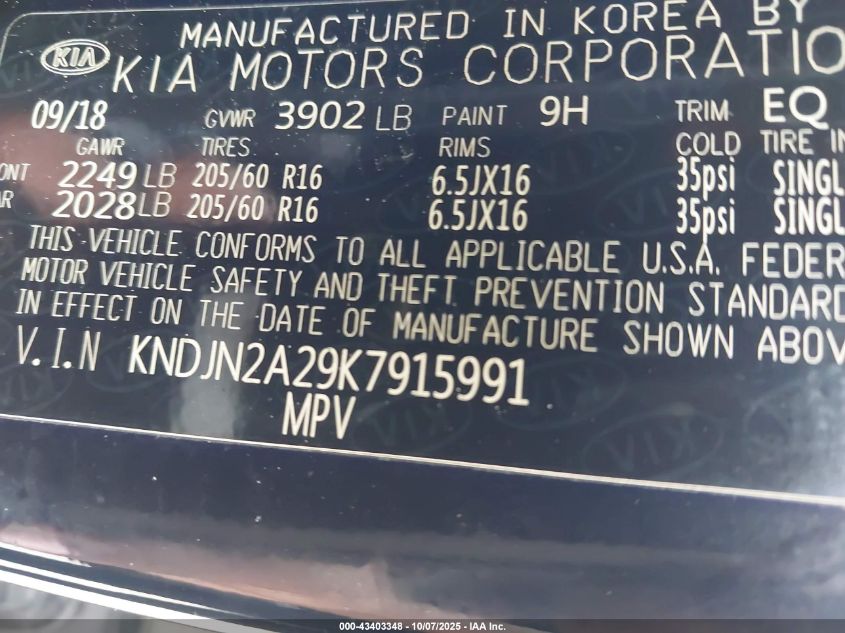 MANUFACTURED IN KOREA BY
KIA KIA MOTORS CORPORATIO
09/18 GVWR 3902 LB PAINT 9H TRIM EQ
GAWR TIRES RIMS COLD TIRE IN
ONT 2249 LB 205/60 R16 6.5JX16 35psi SINGL
AR 2028 LB 205/60 R16 6.5JX16 35psi SINGL
THIS VEHICLE CONFORMS TO ALL APPLICABLE U.S.A. FEDER
MOTOR VEHICLE SAFETY AND THEFT PREVENTION STANDARD
IN EFFECT ON THE DATE OF MANUFACTURE SHOWN ABOV
V.I.N KNDJN2A29K7915991
MPV
000-43403348 - 10/07/2025 - IAA Inc.